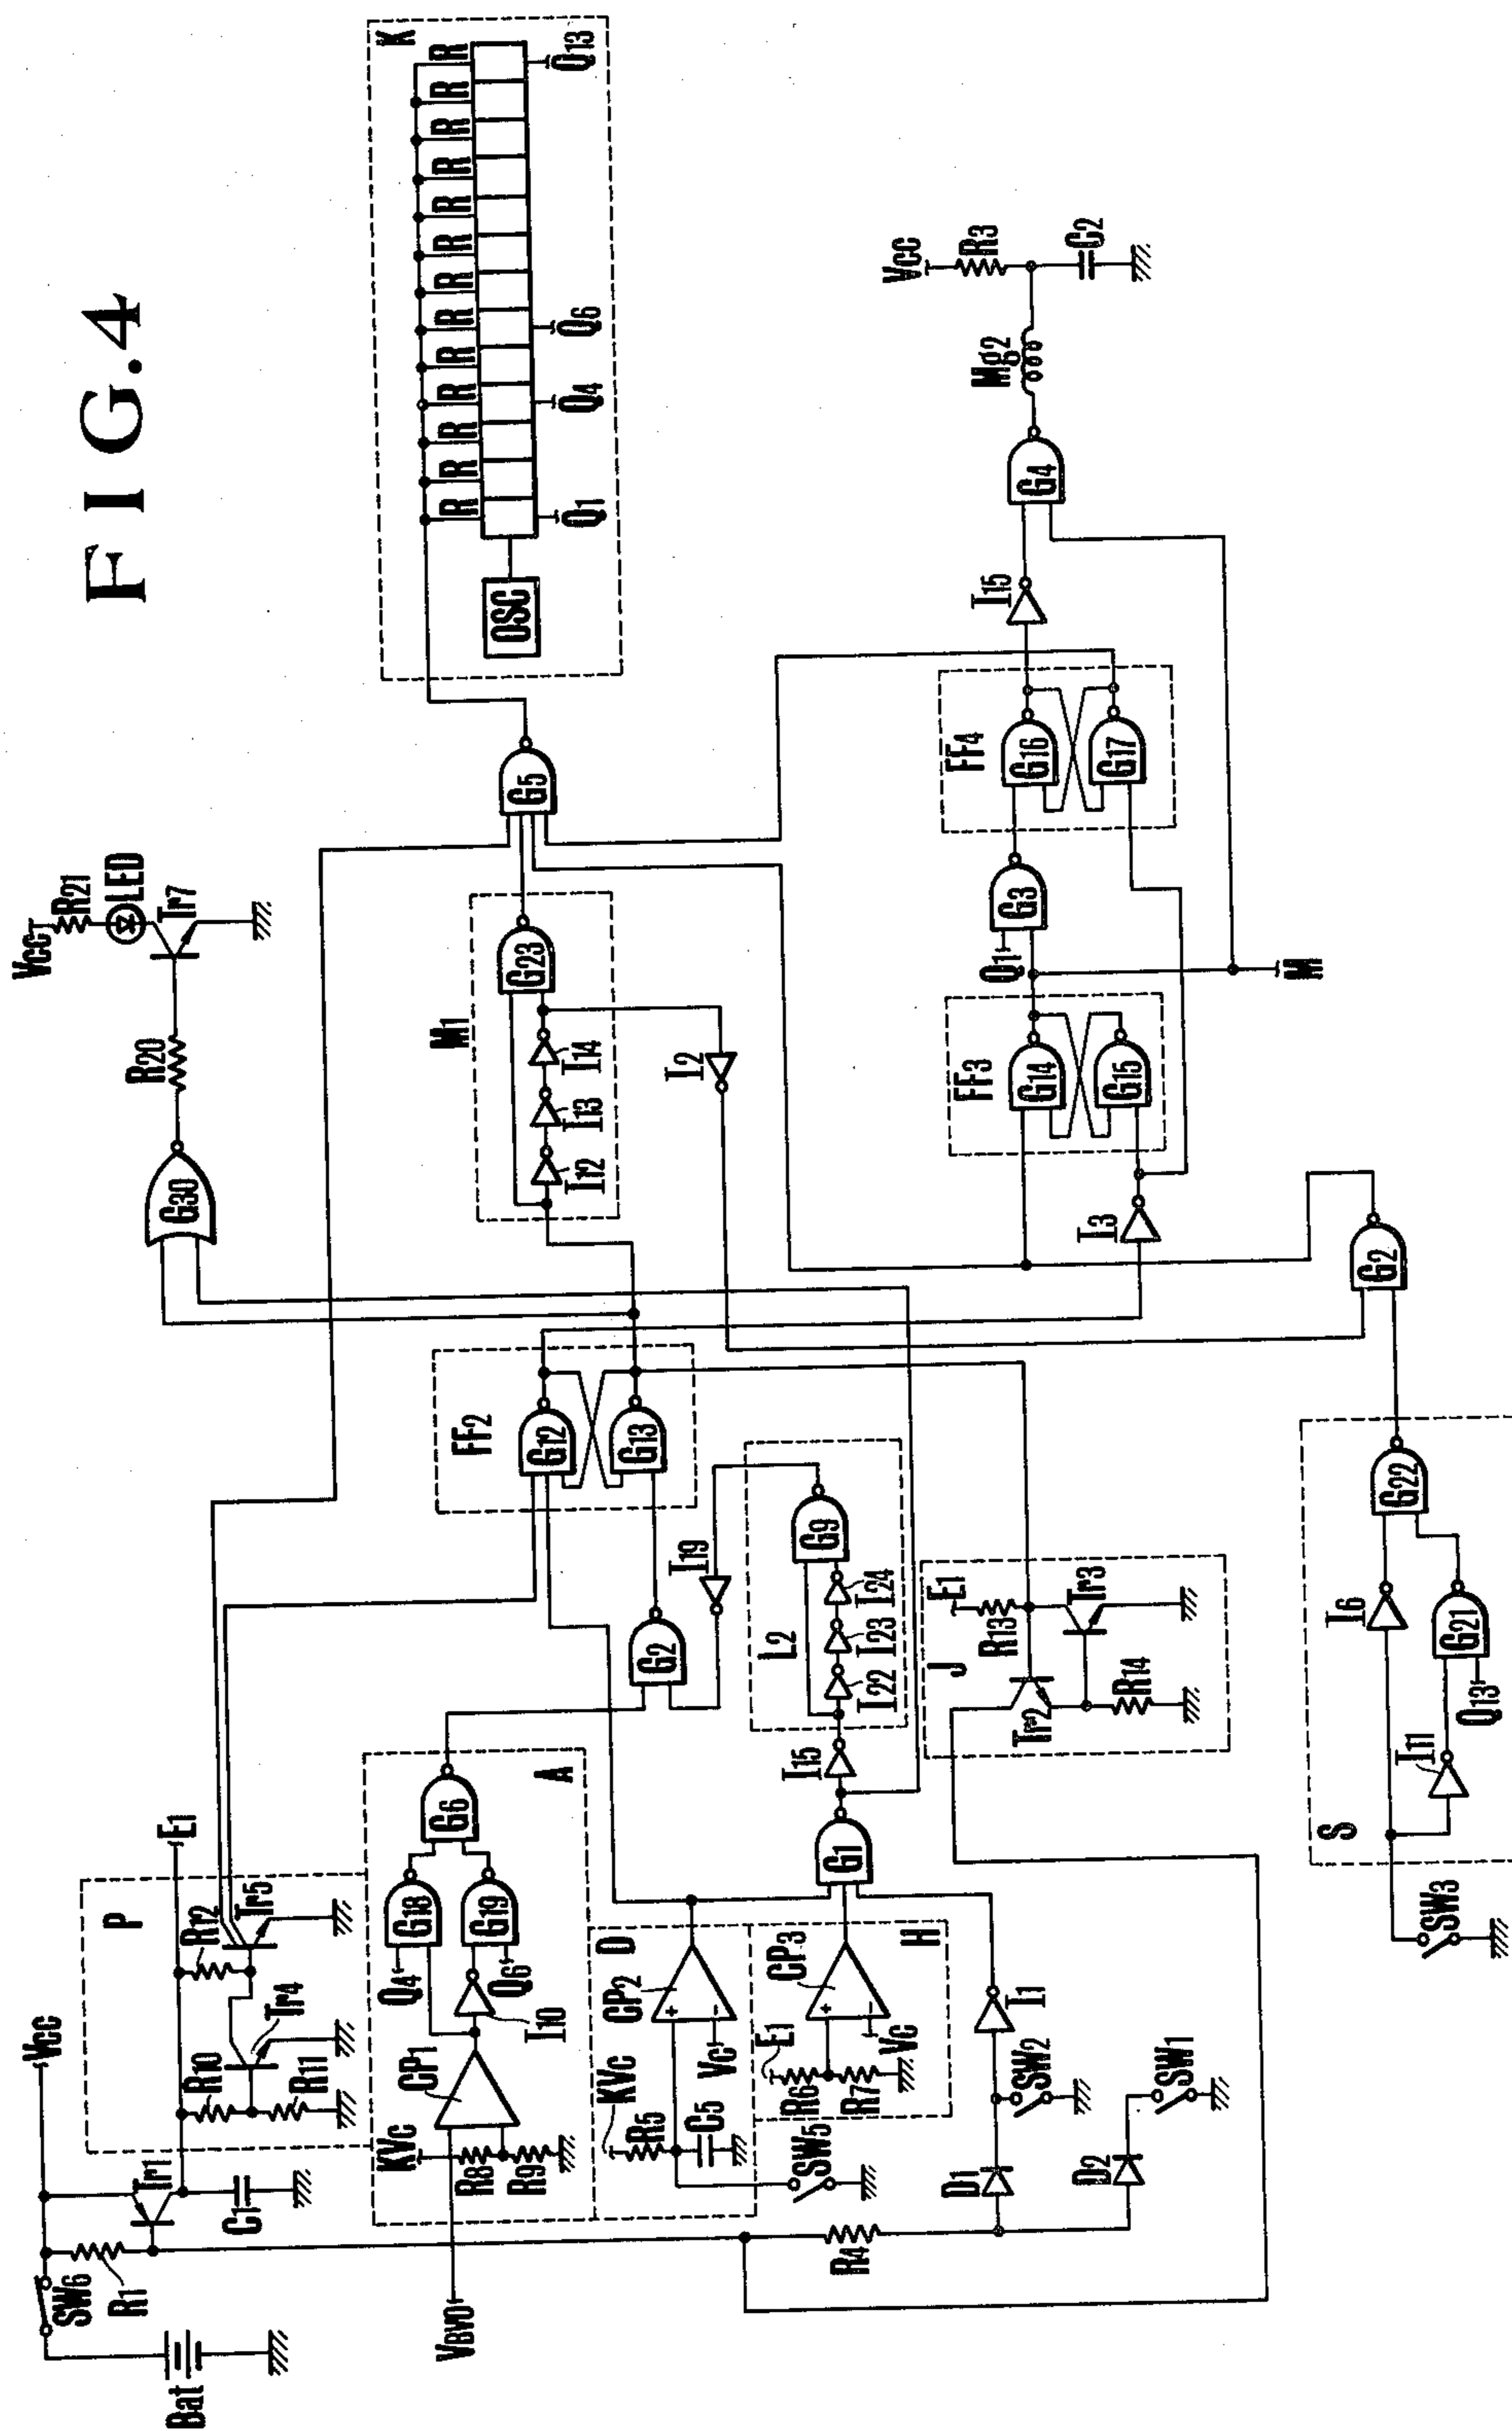 FIG.4
Bat
SW6
R1
Vcc
Tr1
C1
E1
P
R10
R11
Tr4
R12
Tr5
VBVD
KVc
R8
R9
CP1
I10
Q4
Q6
G18
G19
G6
A
KVc
R5
C5
SW5
CP2
+
−
Vc
D
E1
R6
R7
CP3
+
−
Vc
H
R4
D1
D2
SW1
SW2
I1
G1
I15
L2
I22
I23
I24
G9
I19
G2
FF2
G12
G13
J
E1
R13
Tr2
Tr3
R14
SW3
S
I11
I6
Q13
G21
G22
G2
I3
I2
G30
R20
Vcc
R21
LED
Tr7
M1
I12
I13
I14
G23
G5
FF3
G14
G15
Q1
G3
M
FF4
G16
G17
I15
G4
Mg2
Vcc
R3
C2
K
OSC
R R R R R R R R R R R R R
Q1
Q4
Q6
Q13